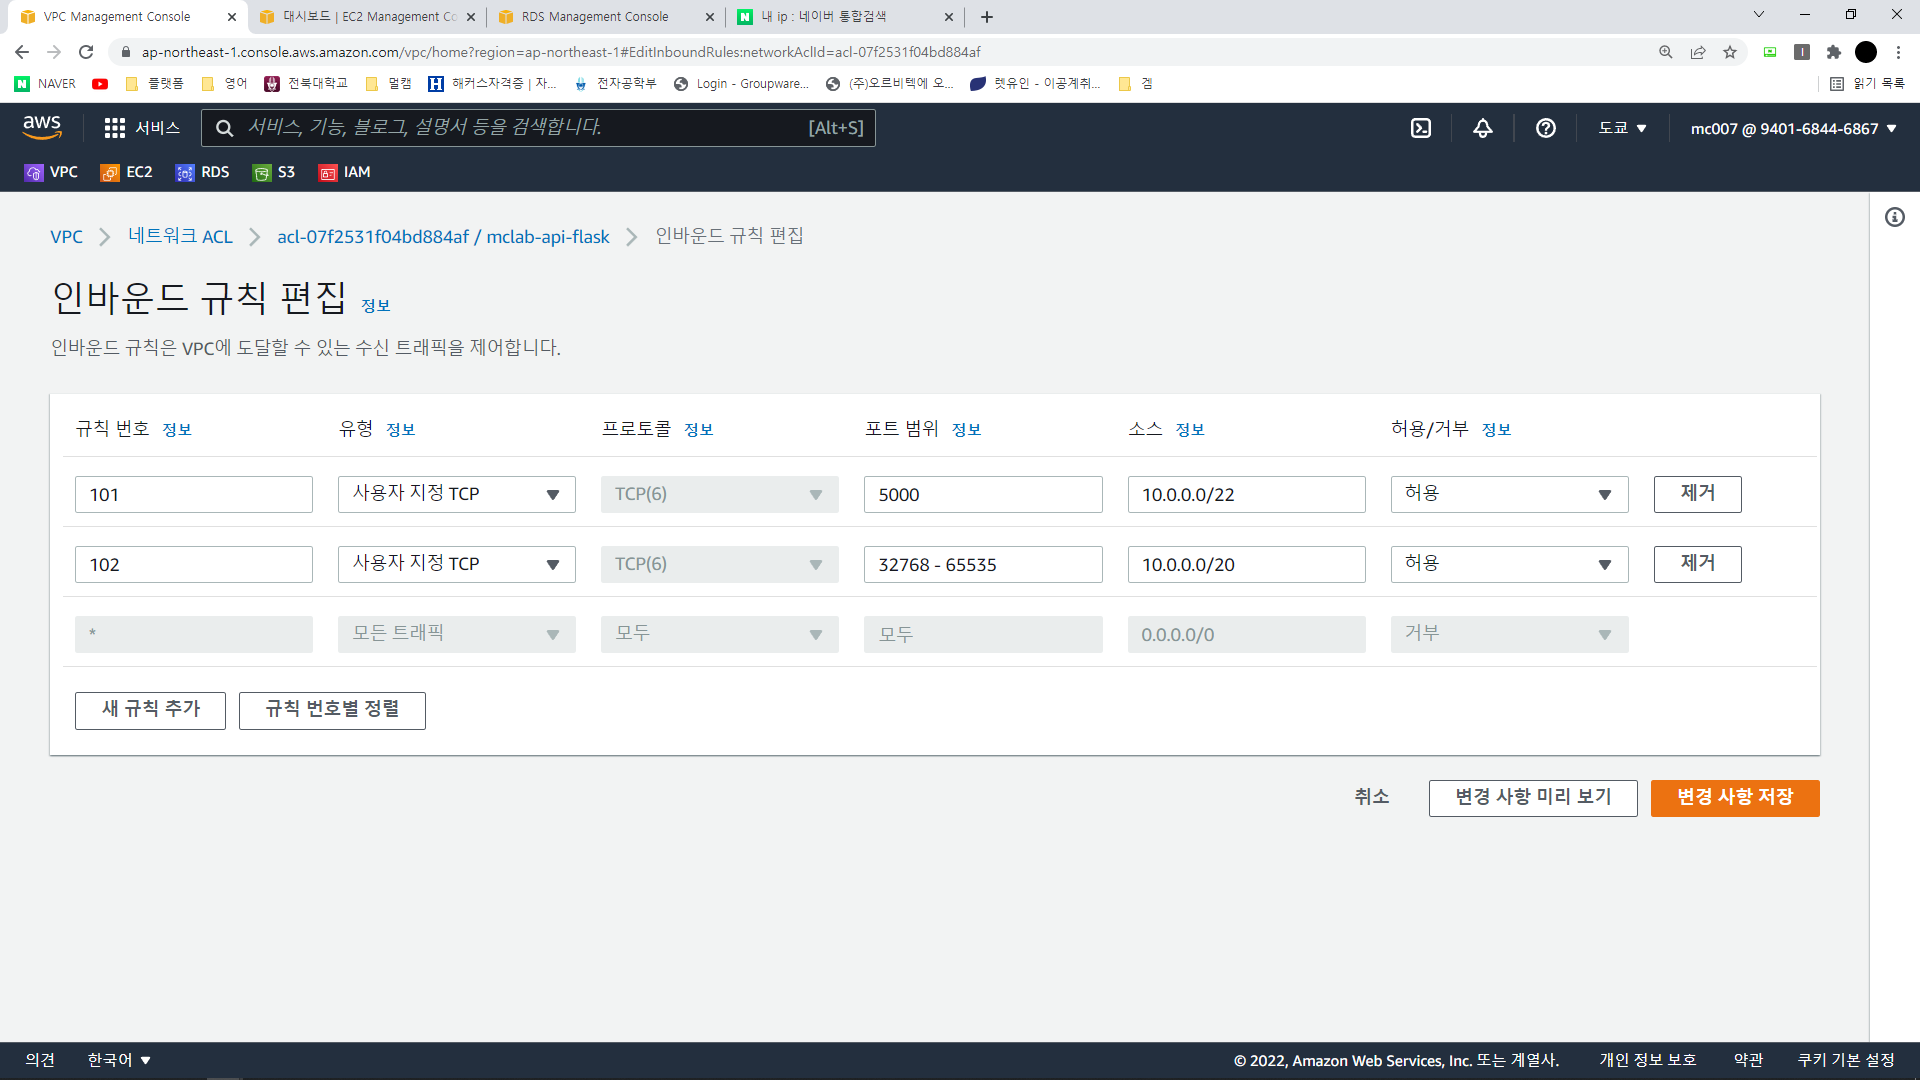 VPC Management Console
대시보드 | EC2 Management Co
RDS Management Console
내 ip : 네이버 통합검색
ap-northeast-1.console.aws.amazon.com/vpc/home?region=ap-northeast-1#EditInboundRules:networkAclId=acl-07f2531f04bd884af
NAVER
플랫폼
영어
전북대학교
멀캠
해커스자격증 | 자...
전자공학부
Login - Groupware...
(주)오르비텍에 오...
렛유인 - 이공계취...
겜
읽기 목록
aws
서비스
서비스, 기능, 블로그, 설명서 등을 검색합니다.
[Alt+S]
도쿄
mc007 @ 9401-6844-6867
VPC
EC2
RDS
S3
IAM
VPC
네트워크 ACL
acl-07f2531f04bd884af / mclab-api-flask
인바운드 규칙 편집
인바운드 규칙 편집 정보
인바운드 규칙은 VPC에 도달할 수 있는 수신 트래픽을 제어합니다.
규칙 번호 정보
유형 정보
프로토콜 정보
포트 범위 정보
소스 정보
허용/거부 정보
101
사용자 지정 TCP
TCP(6)
5000
10.0.0.0/22
허용
제거
102
사용자 지정 TCP
TCP(6)
32768 - 65535
10.0.0.0/20
허용
제거
*
모든 트래픽
모두
모두
0.0.0.0/0
거부
새 규칙 추가
규칙 번호별 정렬
취소
변경 사항 미리 보기
변경 사항 저장
의견
한국어
© 2022, Amazon Web Services, Inc. 또는 계열사.
개인 정보 보호
약관
쿠키 기본 설정